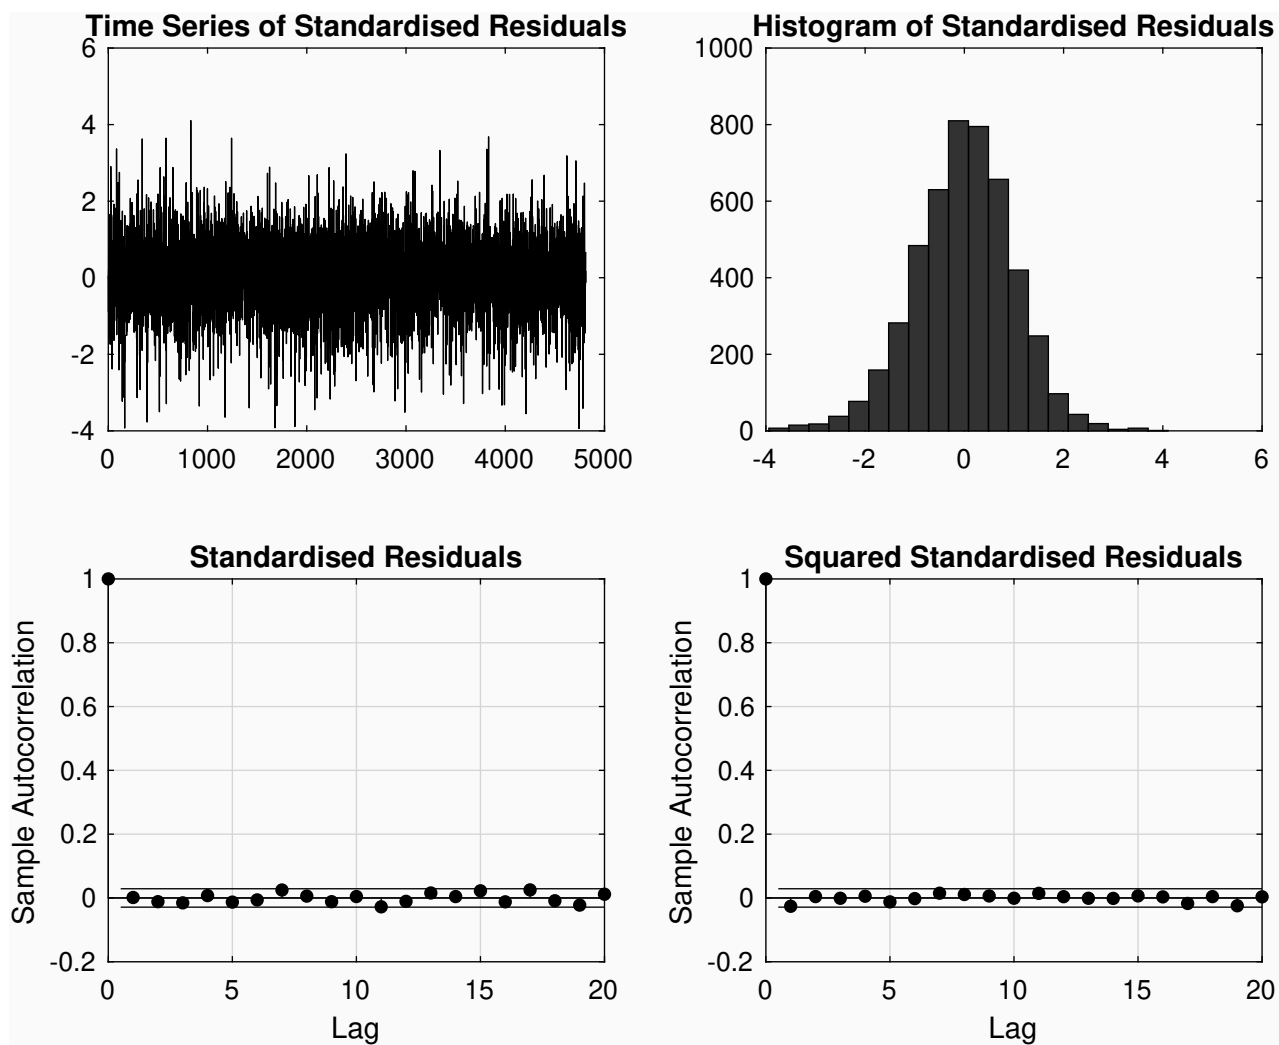 Time Series of Standardised Residuals
6
4
2
0
-2
-4
0 1000 2000 3000 4000 5000
Histogram of Standardised Residuals
1000
800
600
400
200
0
-4 -2 0 2 4 6
Standardised Residuals
Sample Autocorrelation
1
0.8
0.6
0.4
0.2
0
-0.2
0 5 10 15 20
Lag
Squared Standardised Residuals
Sample Autocorrelation
1
0.8
0.6
0.4
0.2
0
-0.2
0 5 10 15 20
Lag